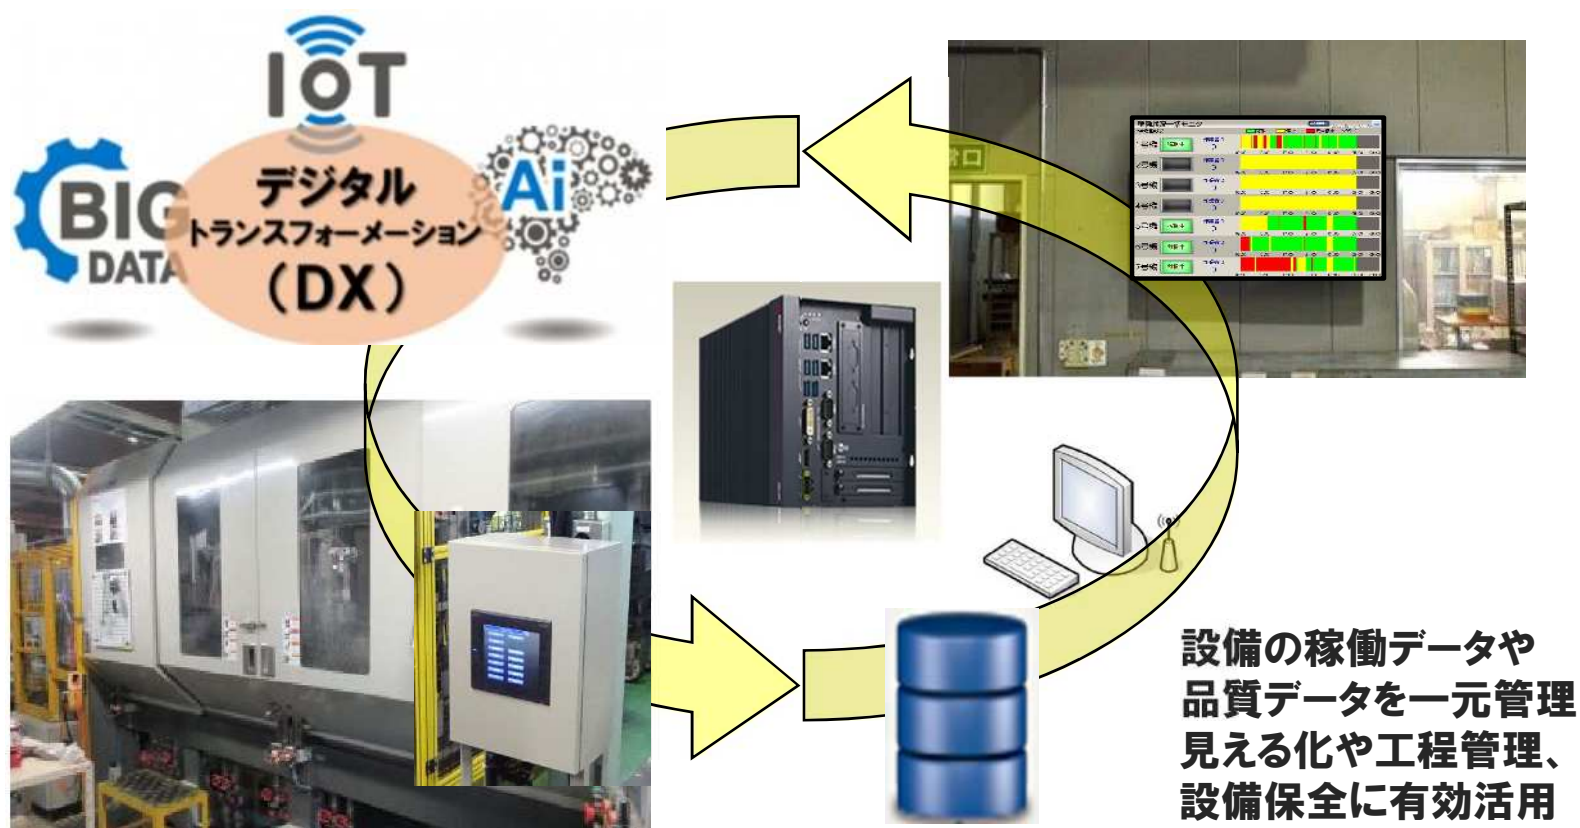 IoT
BIG
DATA
Ai
デジタル
トランスフォーメーション
（DX）
設備の稼働データや
品質データを一元管理
見える化や工程管理、
設備保全に有効活用